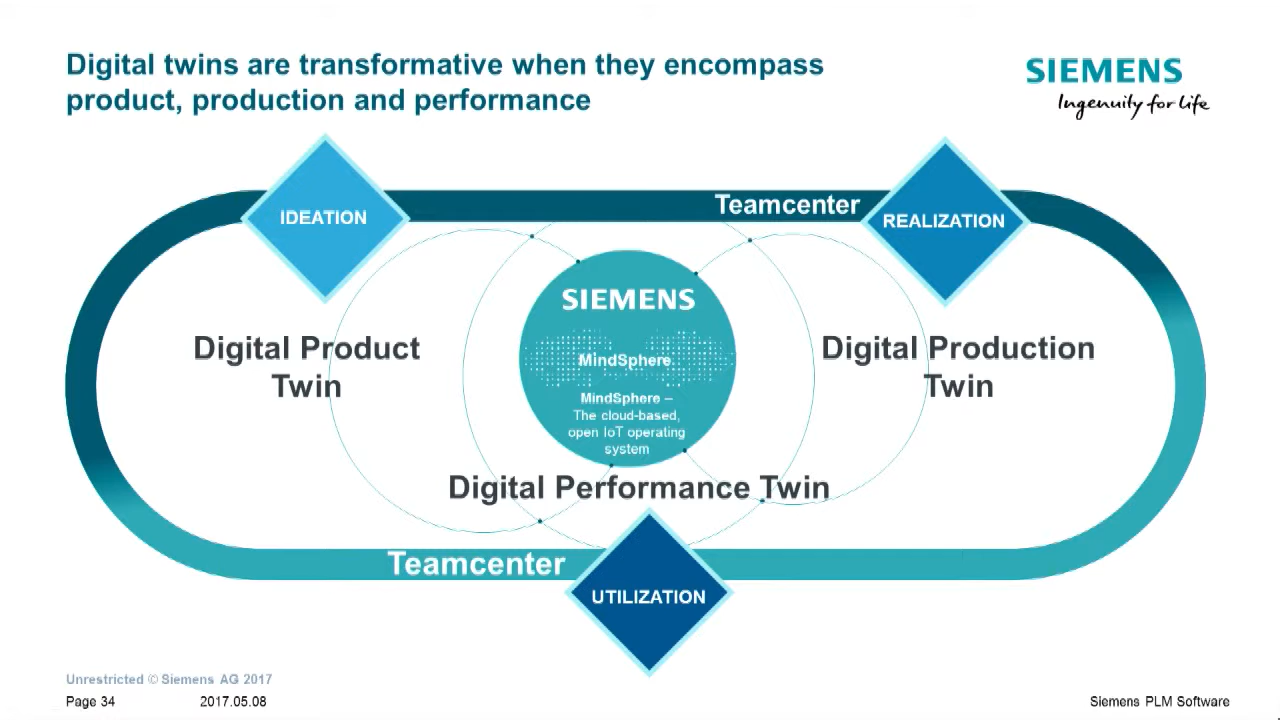 Digital twins are transformative when they encompass
product, production and performance
SIEMENS
Ingenuity for life
IDEATION
Teamcenter
REALIZATION
SIEMENS
MindSphere
MindSphere –
The cloud-based,
open IoT operating
system
Digital Product
Twin
Digital Production
Twin
Digital Performance Twin
Teamcenter
UTILIZATION
Unrestricted © Siemens AG 2017
Page 34
2017.05.08
Siemens PLM Software